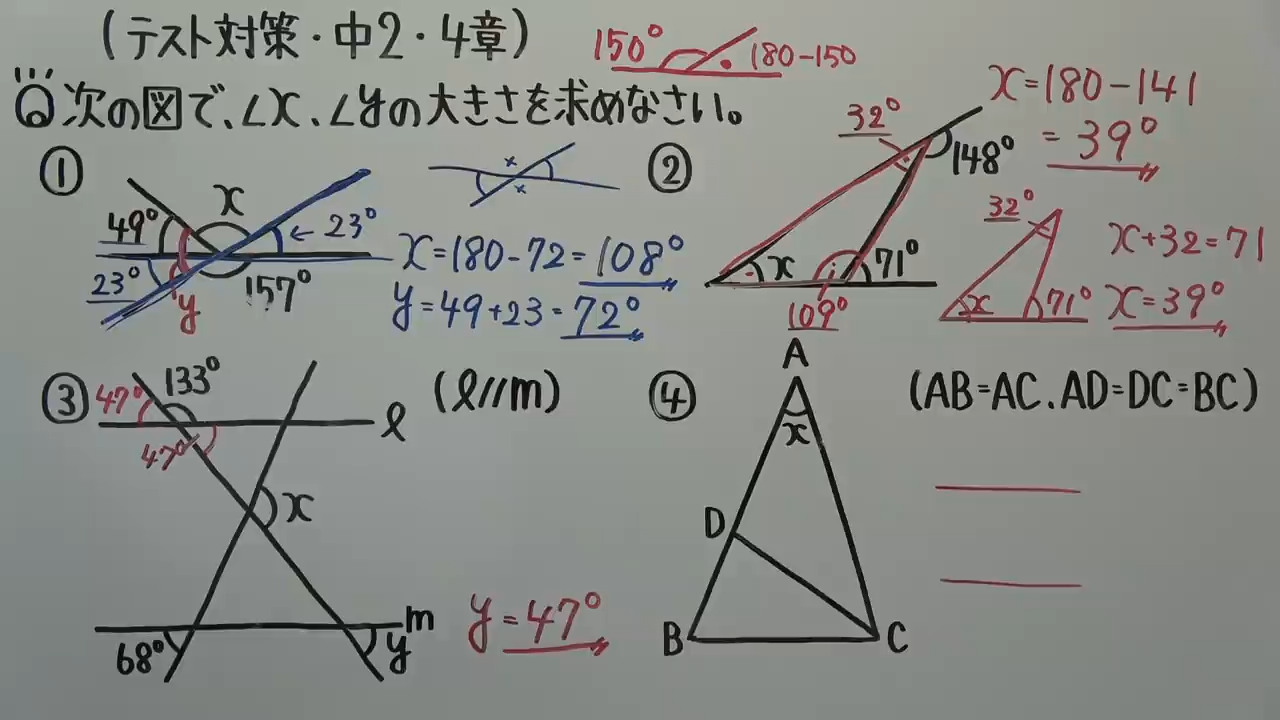 (テスト対策・中2・4章)
150° 180-150
Q次の図で、∠x、∠yの大きさを求めなさい。
①
49°
x
23°
23°
y
157°
x=180-72=108°
y=49+23=72°
②
32°
148°
x
71°
109°
x=180-141
=39°
32°
x
71°
x+32=71
x=39°
③
47°
133°
ℓ
(ℓ//m)
47°
x
m
68°
y
y=47°
④
A
(AB=AC、AD=DC=BC)
x
D
B
C